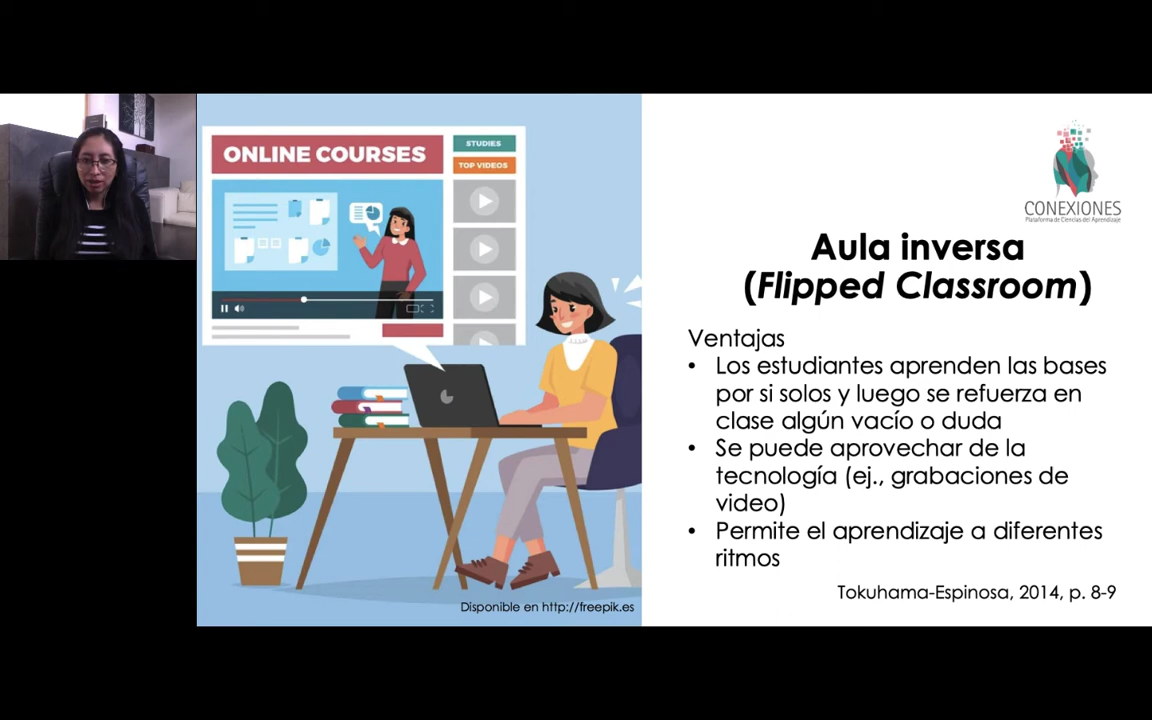 ONLINE COURSES
STUDIES
TOP VIDEOS
CONEXIONES
Plataforma de Ciencias del Aprendizaje
Aula inversa
(Flipped Classroom)
Ventajas
• Los estudiantes aprenden las bases
por si solos y luego se refuerza en
clase algún vacío o duda
• Se puede aprovechar de la
tecnología (ej., grabaciones de
video)
• Permite el aprendizaje a diferentes
ritmos
Tokuhama-Espinosa, 2014, p. 8-9
Disponible en http://freepik.es